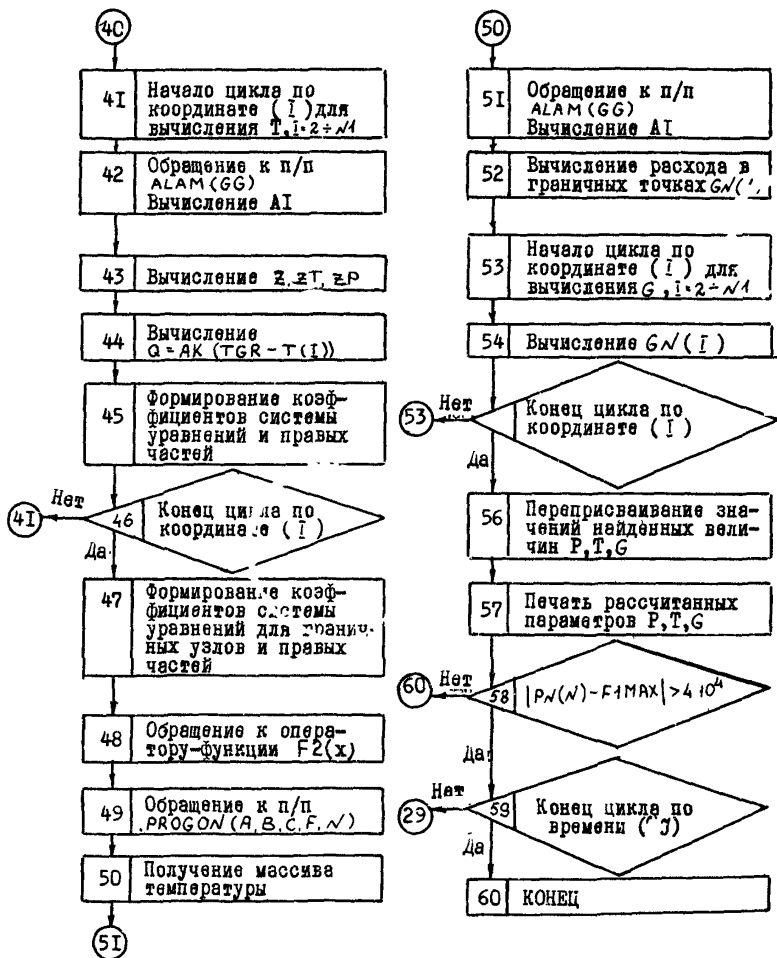 40
41
Начало цикла по
координате (I) для
вычисления T, I=2÷N1
42
Обращение к п/п
ALAM(GG)
Вычисление AI
43
Вычисление Z, ZT, ZP
44
Вычисление
Q=AK(TGR-T(I))
45
Формирование коэф-
фициентов системы
уравнений и правых
частей
Нет
41
46
Конец цикла по
координате (I)
Да
47
Формирование коэф-
фициентов системы
уравнений для гранич-
ных узлов и правых
частей
48
Обращение к опера-
тору-функции F2(x)
49
Обращение к п/п
PROGON(A,B,C,F,N)
50
Получение массива
температуры
51
50
51
Обращение к п/п
ALAM(GG)
Вычисление AI
52
Вычисление расхода в
граничных точках GN(
53
Начало цикла по
координате (I) для
вычисления G, I=2÷N1
54
Вычисление GN(I)
Нет
53
Конец цикла по
координате (I)
Да
56
Переприсваивание зна-
чений найденных вели-
чин P,T,G
57
Печать рассчитанных
параметров P,T,G
Нет
60
58
|PN(N)-F1MAX|>4 10⁴
Да
Нет
29
59
Конец цикла по
времени (J)
Да
60
КОНЕЦ